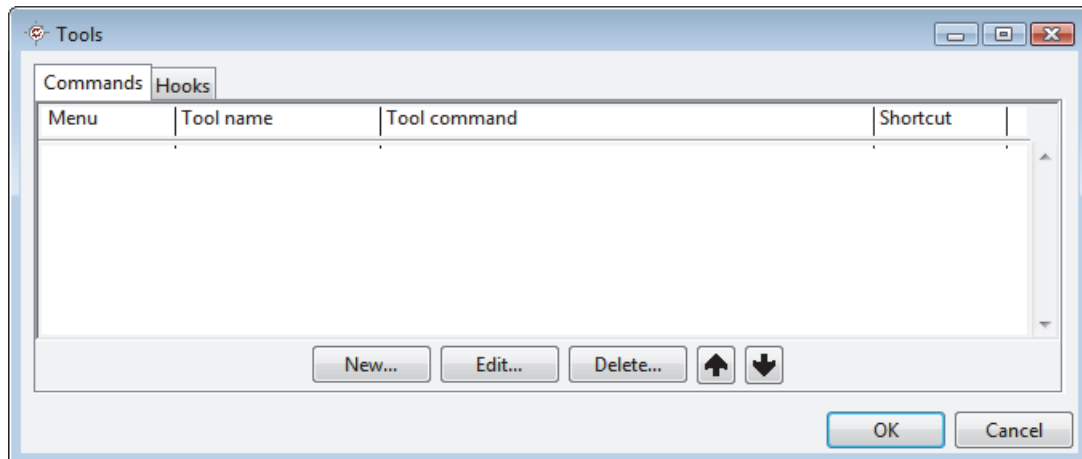 Tools
Commands Hooks
Menu Tool name Tool command Shortcut
New... Edit... Delete...
OK Cancel